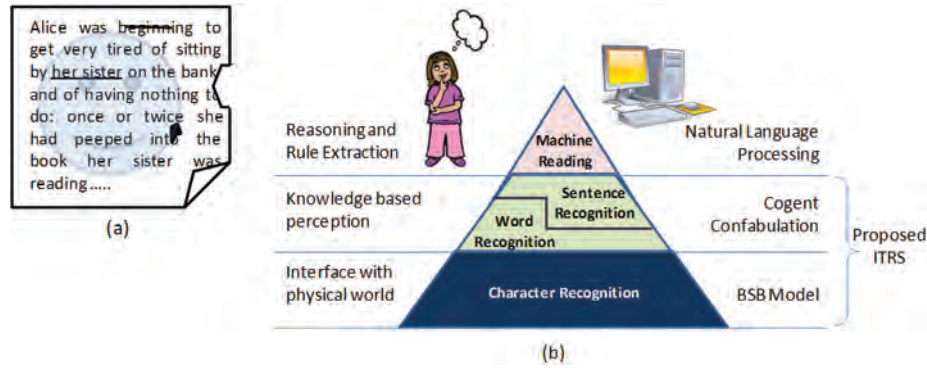 Alice was beginning to
get very tired of sitting
by her sister on the bank
and of having nothing to
do: once or twice she
had peeped into the
book her sister was
reading.....
(a)
Reasoning and
Rule Extraction
Knowledge based
perception
Interface with
physical world
Machine
Reading
Sentence
Recognition
Word
Recognition
Character Recognition
Natural Language
Processing
Cogent
Confabulation
BSB Model
Proposed
ITRS
(b)